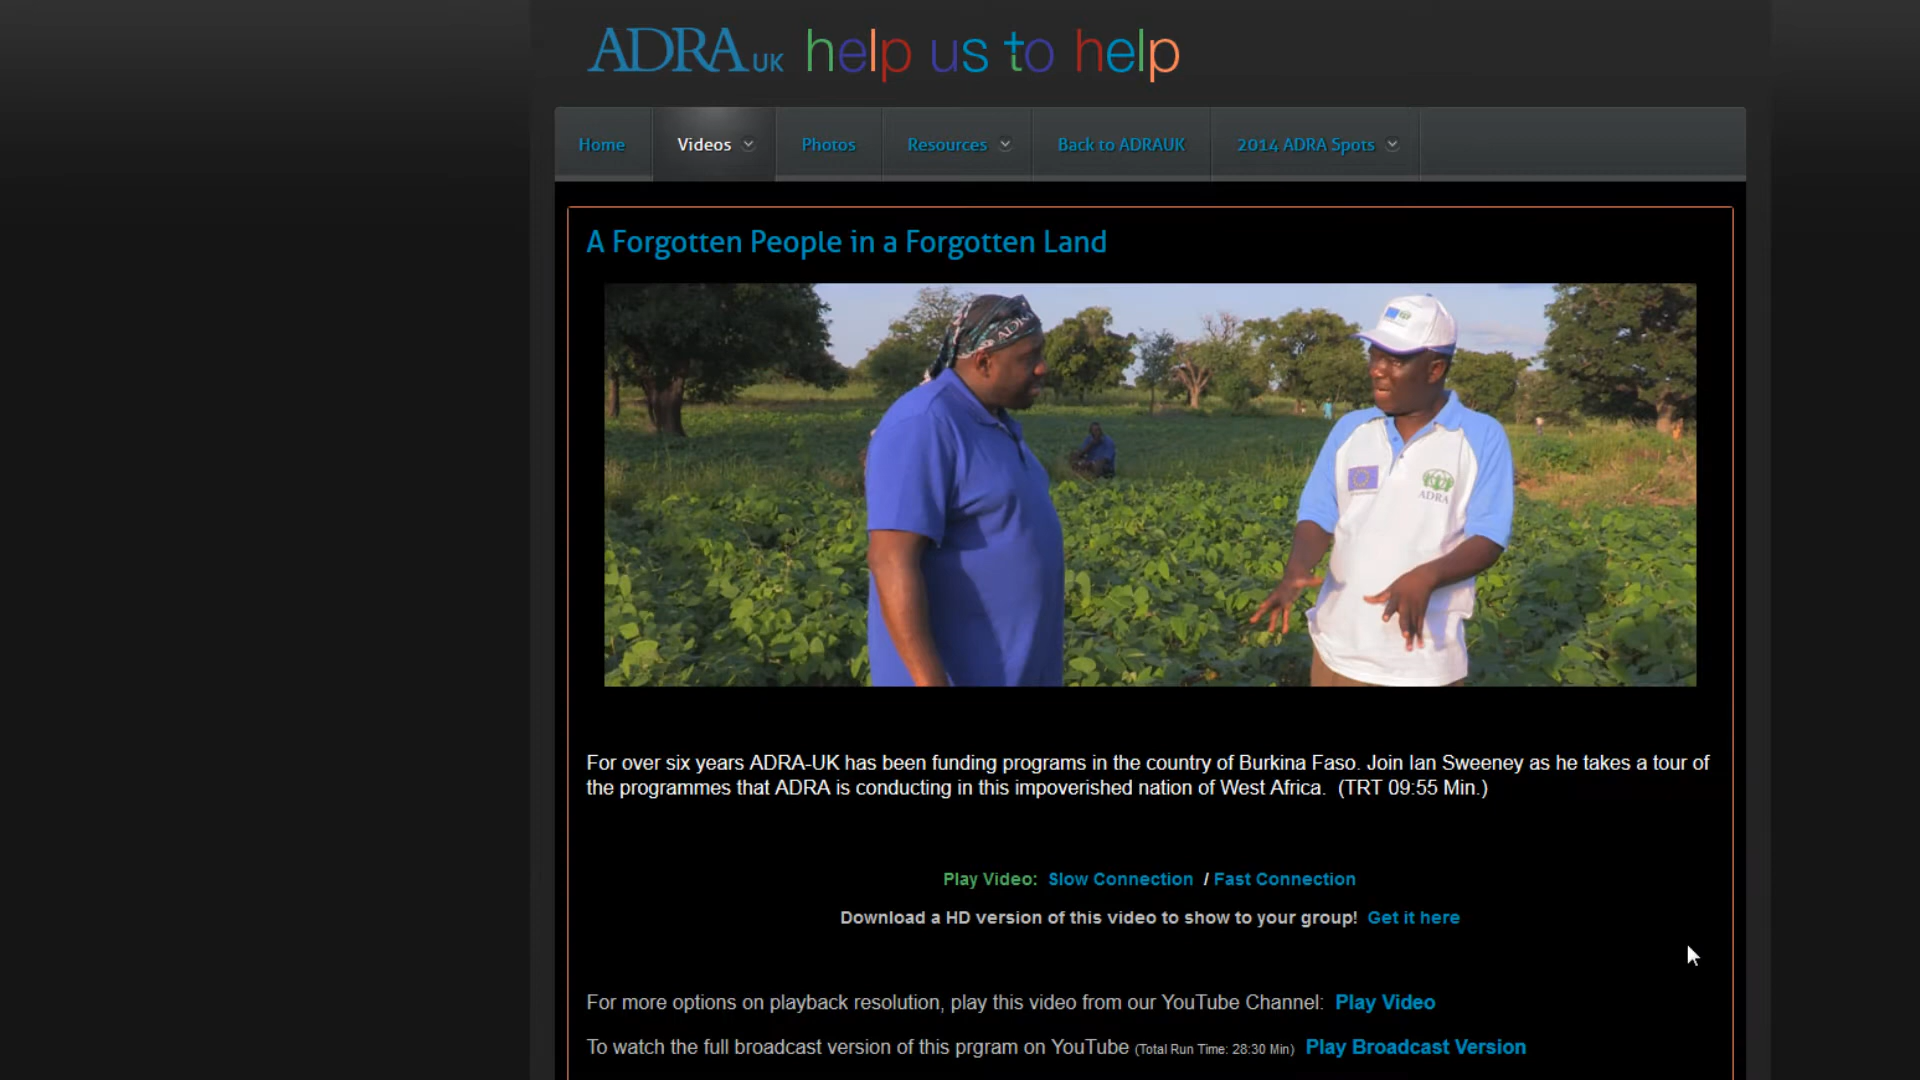 ADRA UK help us to help
Home Videos Photos Resources Back to ADRAUK 2014 ADRA Spots
A Forgotten People in a Forgotten Land
ADRA
ADRA
For over six years ADRA-UK has been funding programs in the country of Burkina Faso. Join Ian Sweeney as he takes a tour of
the programmes that ADRA is conducting in this impoverished nation of West Africa. (TRT 09:55 Min.)
Play Video: Slow Connection / Fast Connection
Download a HD version of this video to show to your group! Get it here
For more options on playback resolution, play this video from our YouTube Channel: Play Video
To watch the full broadcast version of this prgram on YouTube (Total Run Time: 28:30 Min) Play Broadcast Version